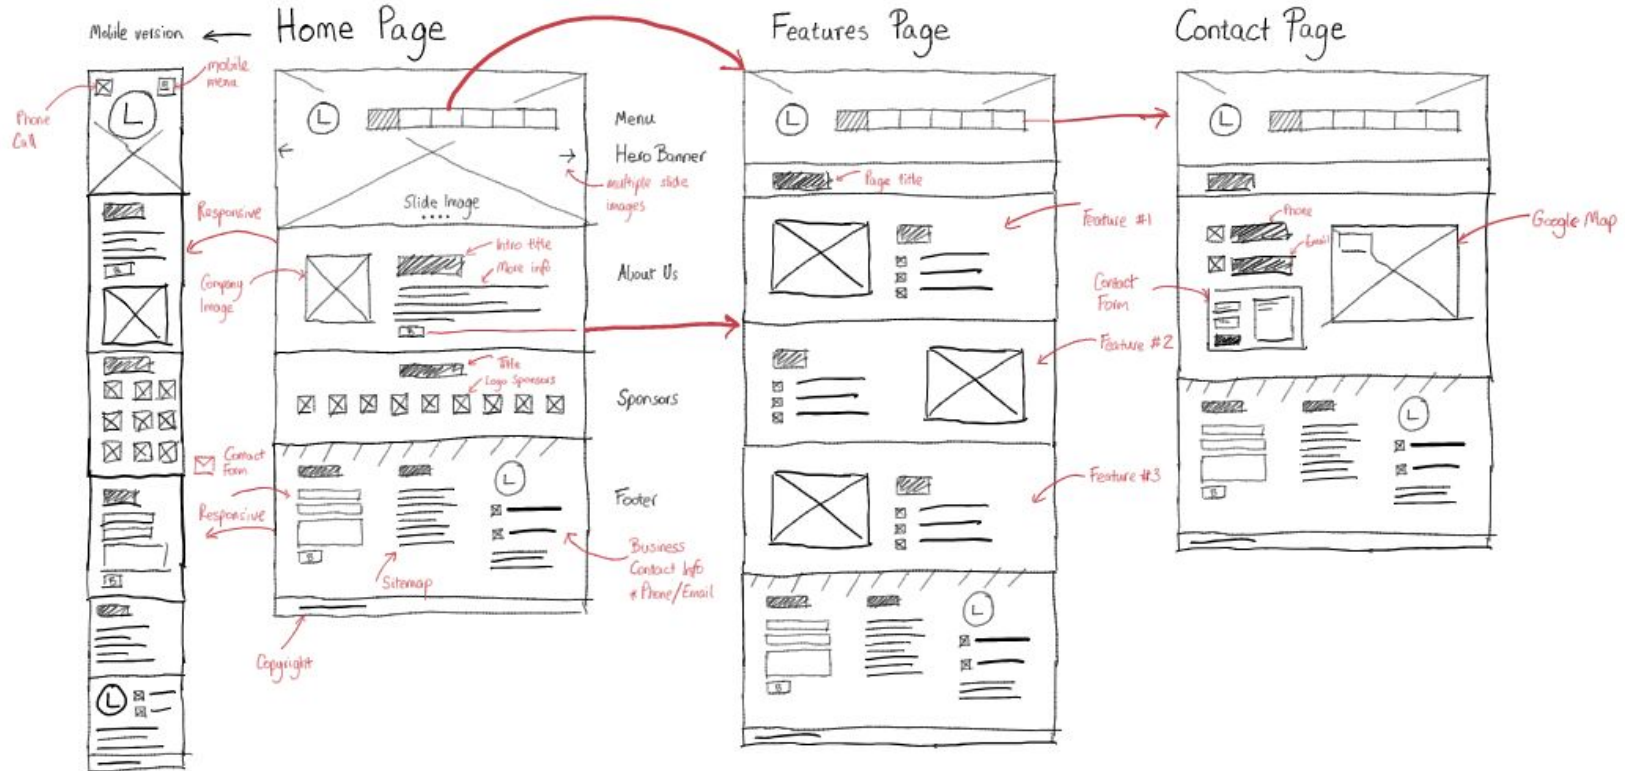 Mobile version
Home Page
Features Page
Contact Page
Phone
Call
mobile
menu
L
L
Menu
Hero Banner
multiple slide
images
Slide Image
Responsive
Company
Image
Intro title
More info
About Us
B
B
Title
Logo Sponsors
Sponsors
Contact
Form
Responsive
L
Footer
B
B
Sitemap
Business
Contact Info
* Phone/Email
Copyright
L
L
Page title
Feature #1
Feature #2
Feature #3
L
B
L
Phone
Email
Google Map
Contact
Form
L
B